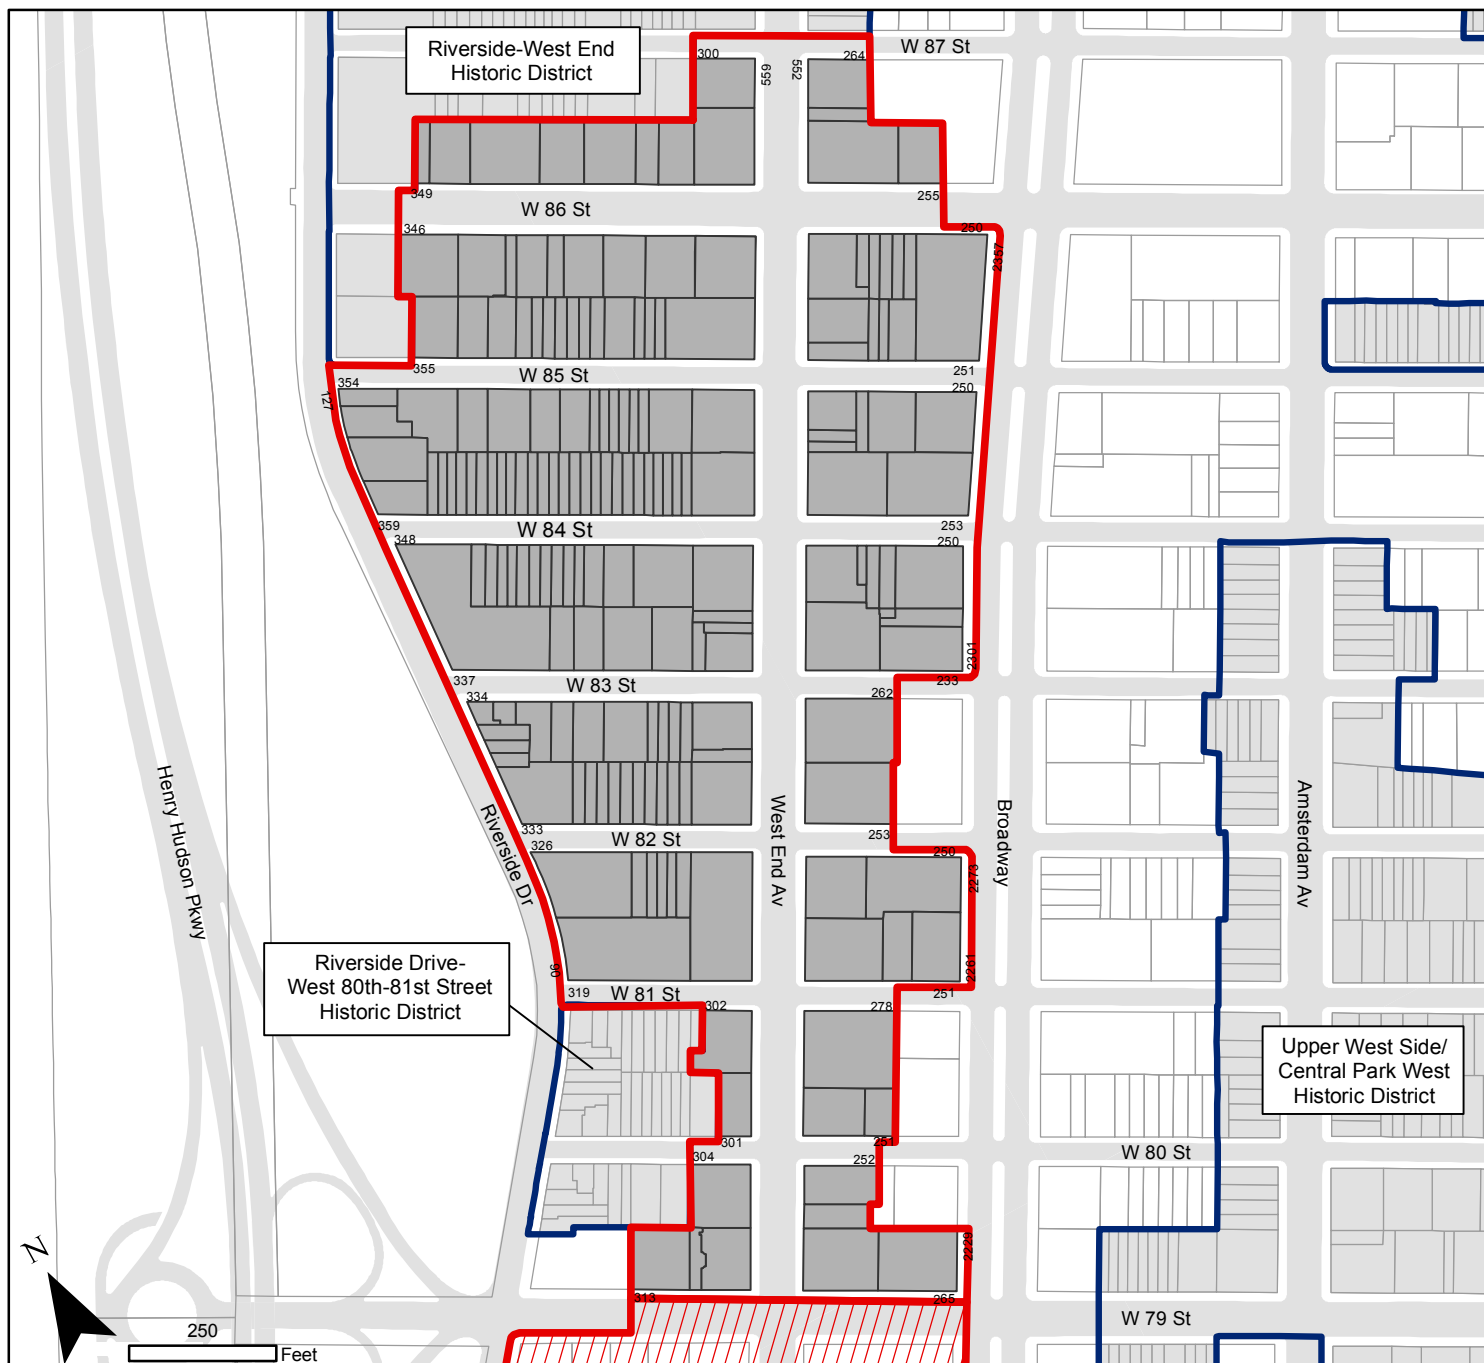 Riverside-West End
Historic District
W 87 St
300
559
552
264
349
255
W 86 St
346
250
2357
355
W 85 St
251
354
127
250
359
W 84 St
253
348
250
2301
337
W 83 St
233
334
262
Henry Hudson Pkwy
Riverside Dr
West End Av
Broadway
Amsterdam Av
333
W 82 St
253
326
250
2273
90
2261
Riverside Drive-
West 80th-81st Street
Historic District
319
W 81 St
251
302
278
Upper West Side/
Central Park West
Historic District
301
251
W 80 St
304
252
2229
N
313
265
W 79 St
250
Feet